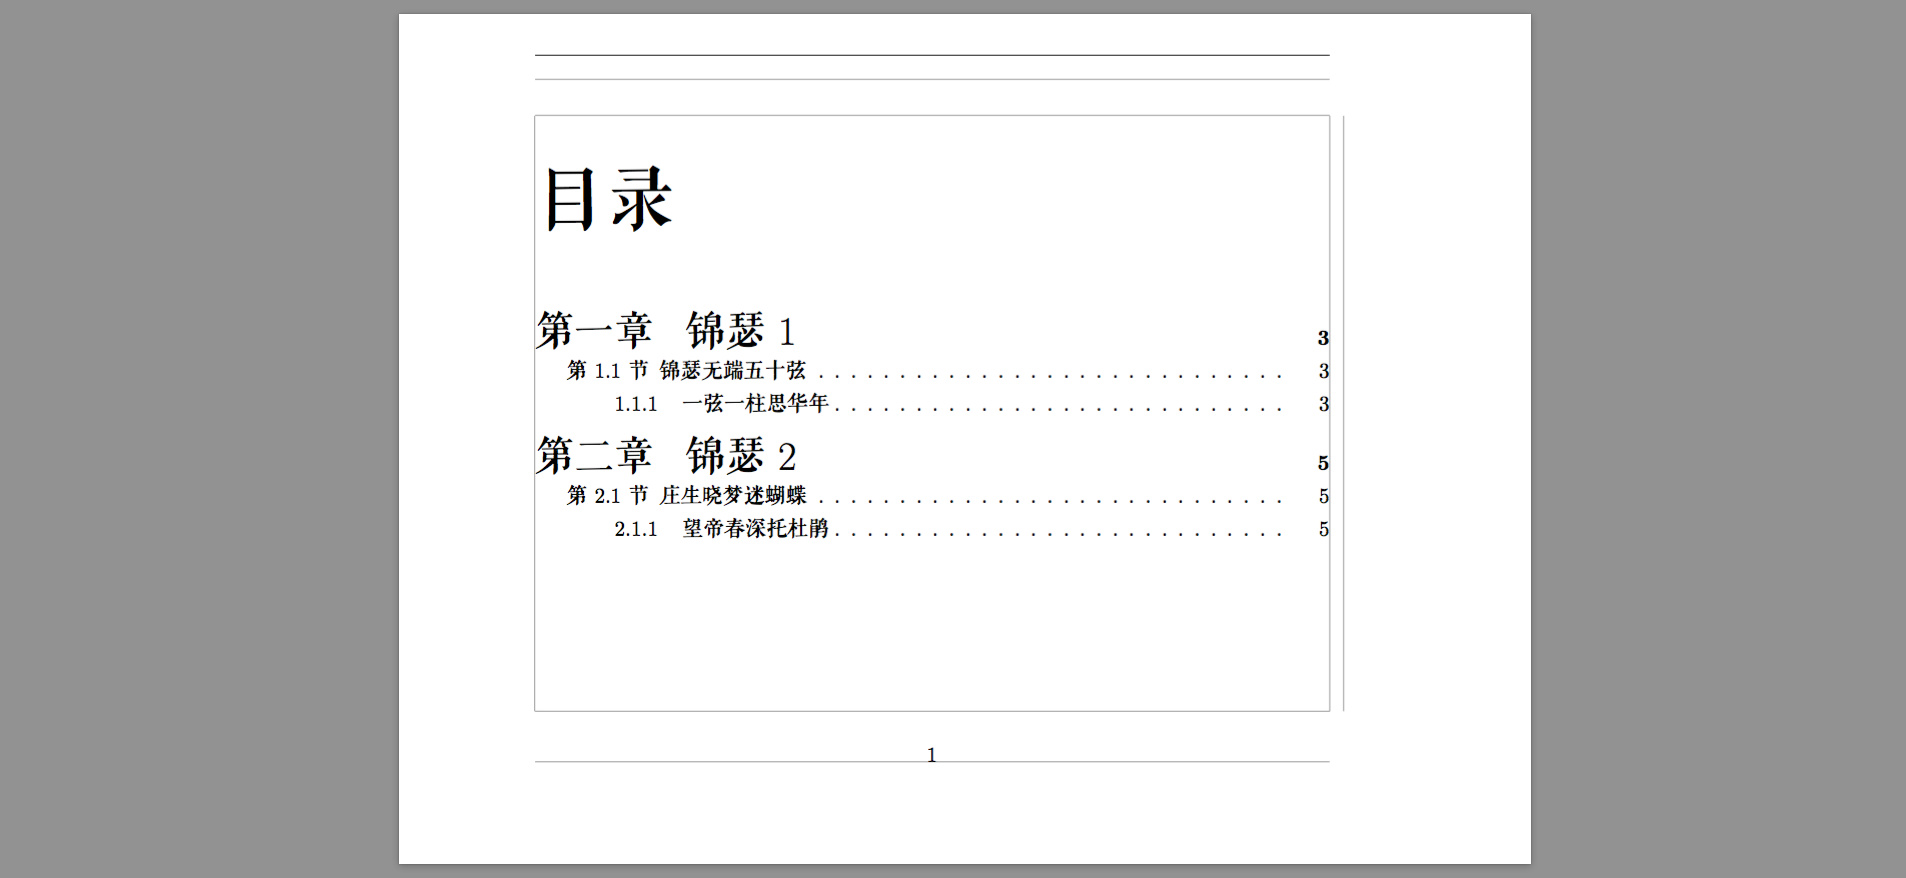 目录
第一章 锦瑟 1 3
第 1.1 节 锦瑟无端五十弦 . . . . . . . . . . . . . . . . . . . . . . . . . . . . . 3
1.1.1 一弦一柱思华年 . . . . . . . . . . . . . . . . . . . . . . . . . . . . 3
第二章 锦瑟 2 5
第 2.1 节 庄生晓梦迷蝴蝶 . . . . . . . . . . . . . . . . . . . . . . . . . . . . . 5
2.1.1 望帝春深托杜鹃 . . . . . . . . . . . . . . . . . . . . . . . . . . . . 5
1